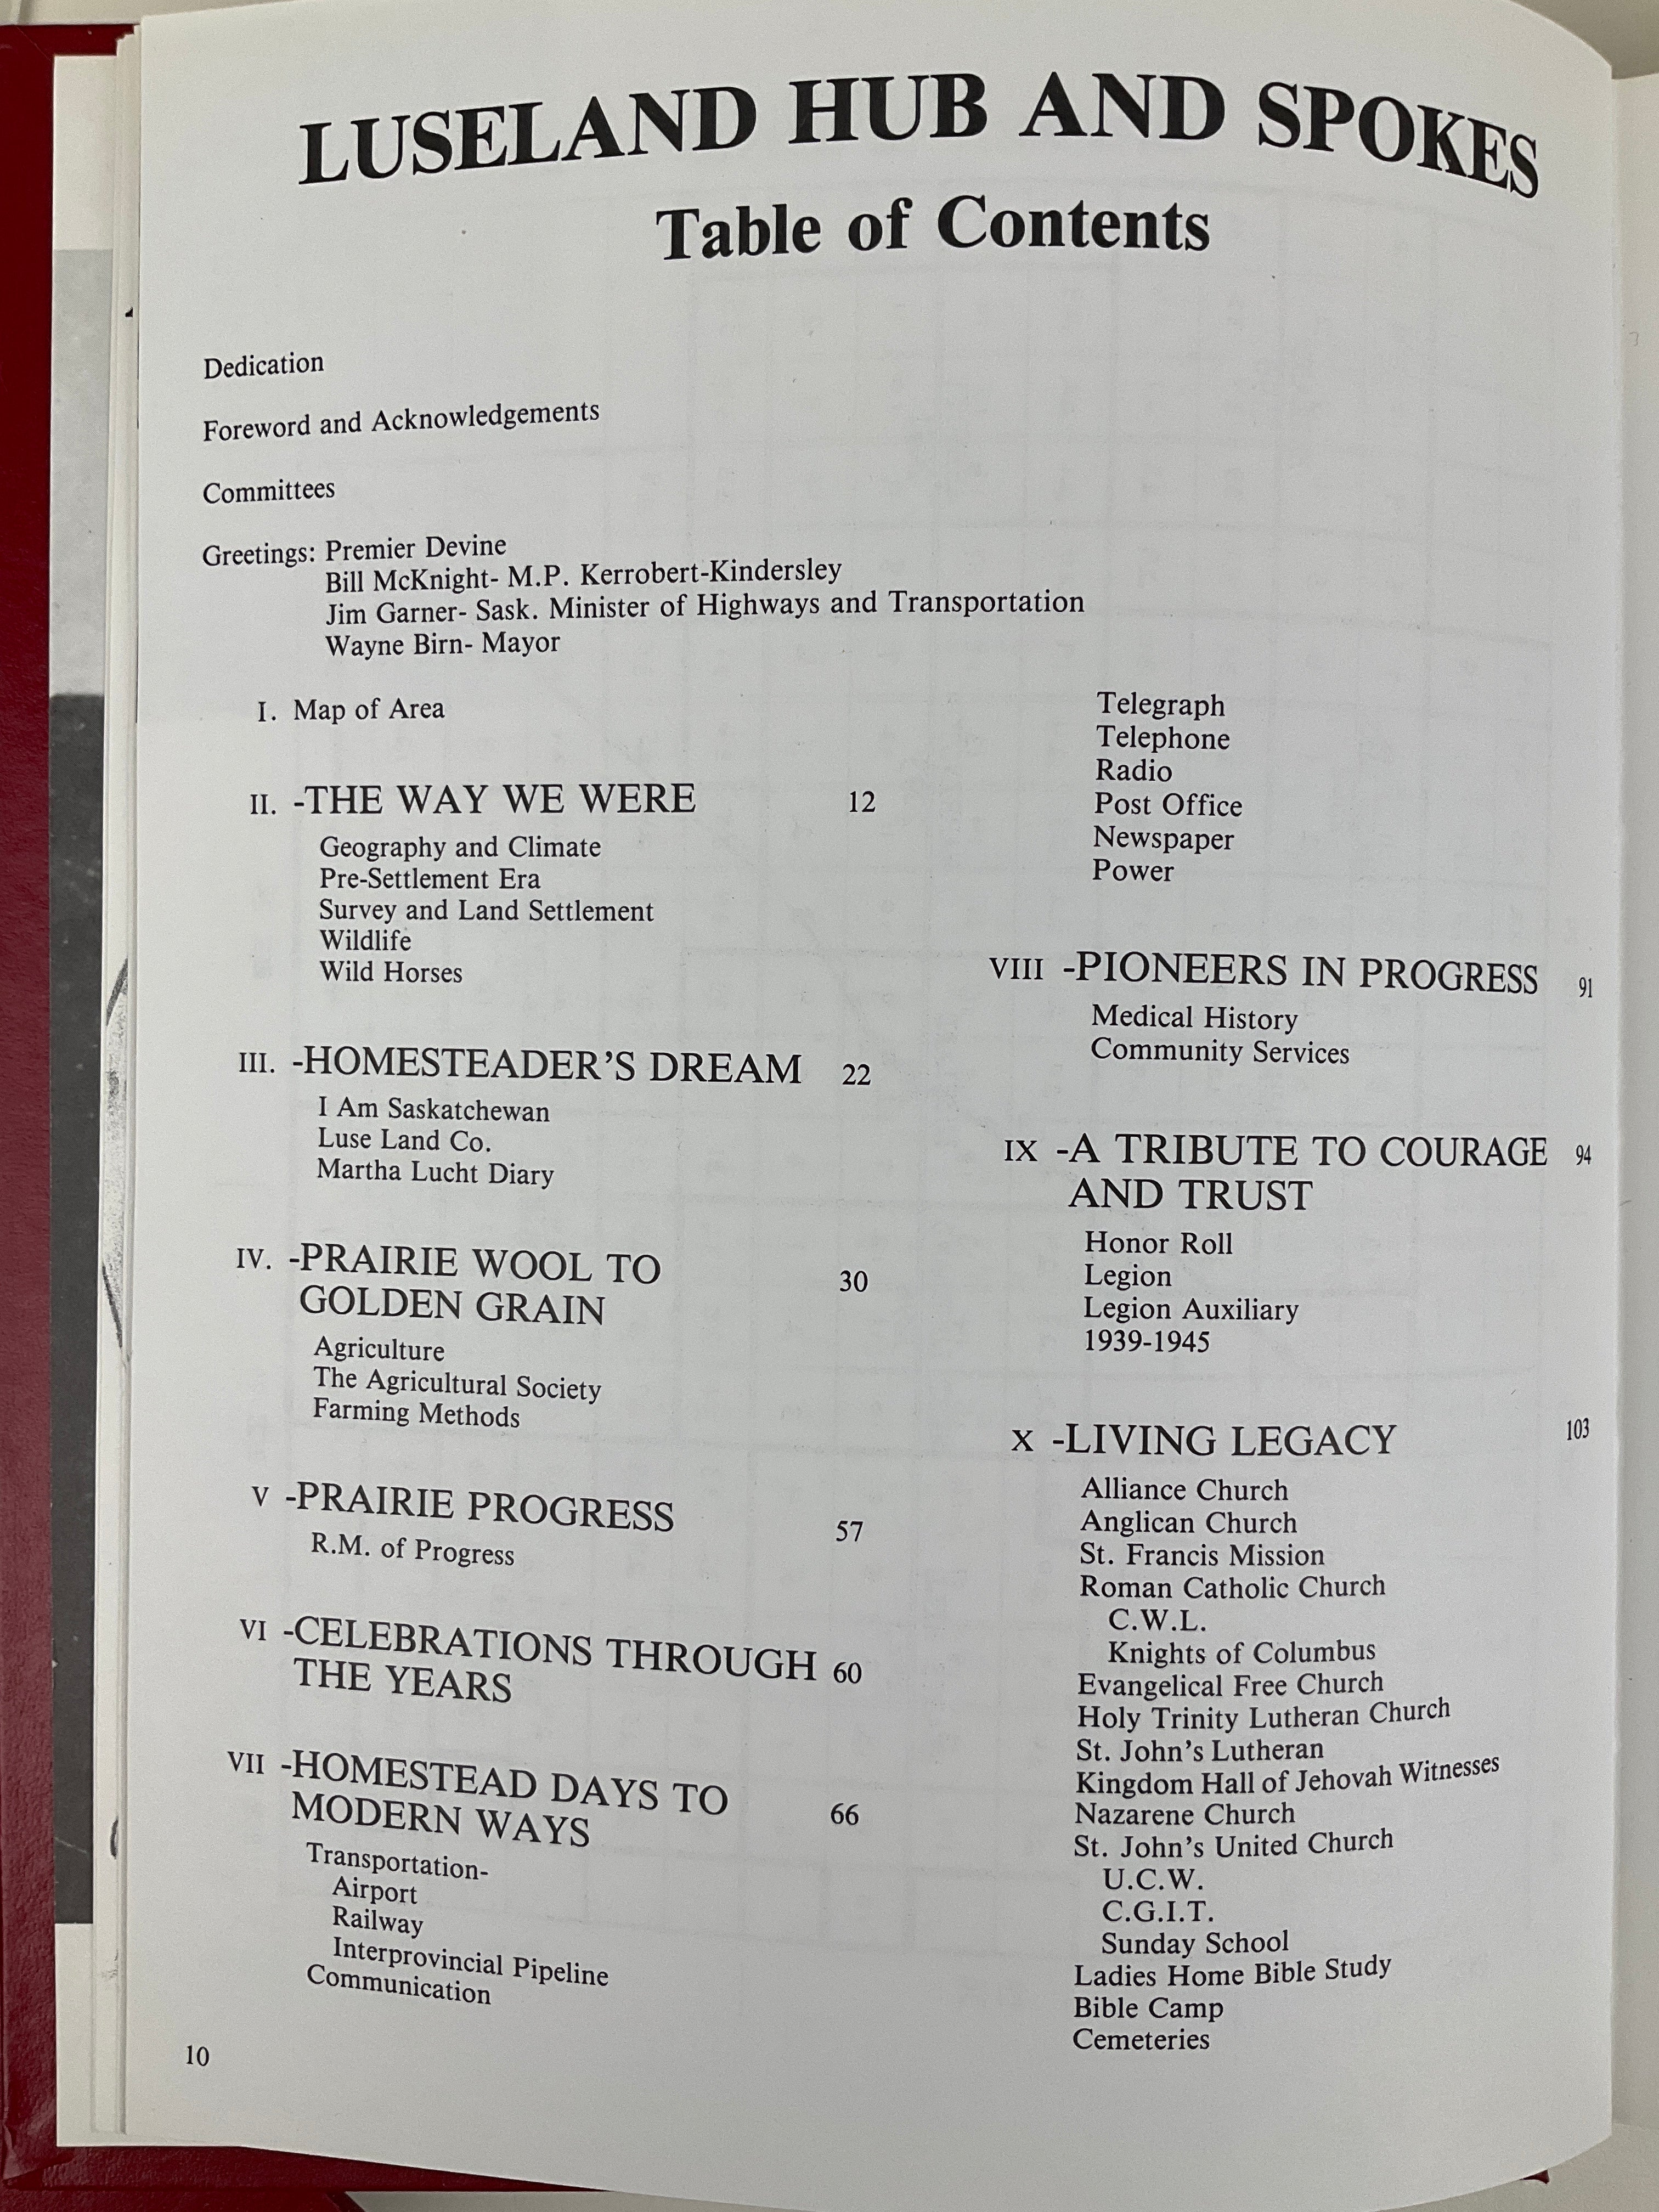 LUSELAND HUB AND SPOKES
Table of Contents
Dedication
Foreword and Acknowledgements
Committees
Greetings: Premier Devine
Bill McKnight- M.P. Kerrobert-Kindersley
Jim Garner- Sask. Minister of Highways and Transportation
Wayne Birn- Mayor
I. Map of Area
II. -THE WAY WE WERE 12
Geography and Climate
Pre-Settlement Era
Survey and Land Settlement
Wildlife
Wild Horses
III. -HOMESTEADER'S DREAM 22
I Am Saskatchewan
Luse Land Co.
Martha Lucht Diary
IV. -PRAIRIE WOOL TO 30
GOLDEN GRAIN
Agriculture
The Agricultural Society
Farming Methods
V -PRAIRIE PROGRESS 57
R.M. of Progress
VI -CELEBRATIONS THROUGH 60
THE YEARS
VII -HOMESTEAD DAYS TO 66
MODERN WAYS
Transportation-
Airport
Railway
Interprovincial Pipeline
Communication
Telegraph
Telephone
Radio
Post Office
Newspaper
Power
VIII -PIONEERS IN PROGRESS 91
Medical History
Community Services
IX -A TRIBUTE TO COURAGE 94
AND TRUST
Honor Roll
Legion
Legion Auxiliary
1939-1945
X -LIVING LEGACY 103
Alliance Church
Anglican Church
St. Francis Mission
Roman Catholic Church
C.W.L.
Knights of Columbus
Evangelical Free Church
Holy Trinity Lutheran Church
St. John's Lutheran
Kingdom Hall of Jehovah Witnesses
Nazarene Church
St. John's United Church
U.C.W.
C.G.I.T.
Sunday School
Ladies Home Bible Study
Bible Camp
Cemeteries
10